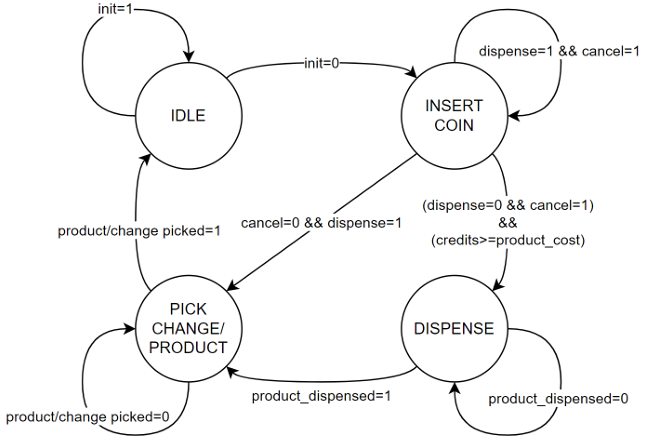 init=1
init=0
dispense=1 && cancel=1
IDLE
INSERT
COIN
(dispense=0 && cancel=1)
&&
(credits>=product_cost)
cancel=0 && dispense=1
product/change picked=1
PICK
CHANGE/
PRODUCT
DISPENSE
product_dispensed=1
product_dispensed=0
product/change picked=0